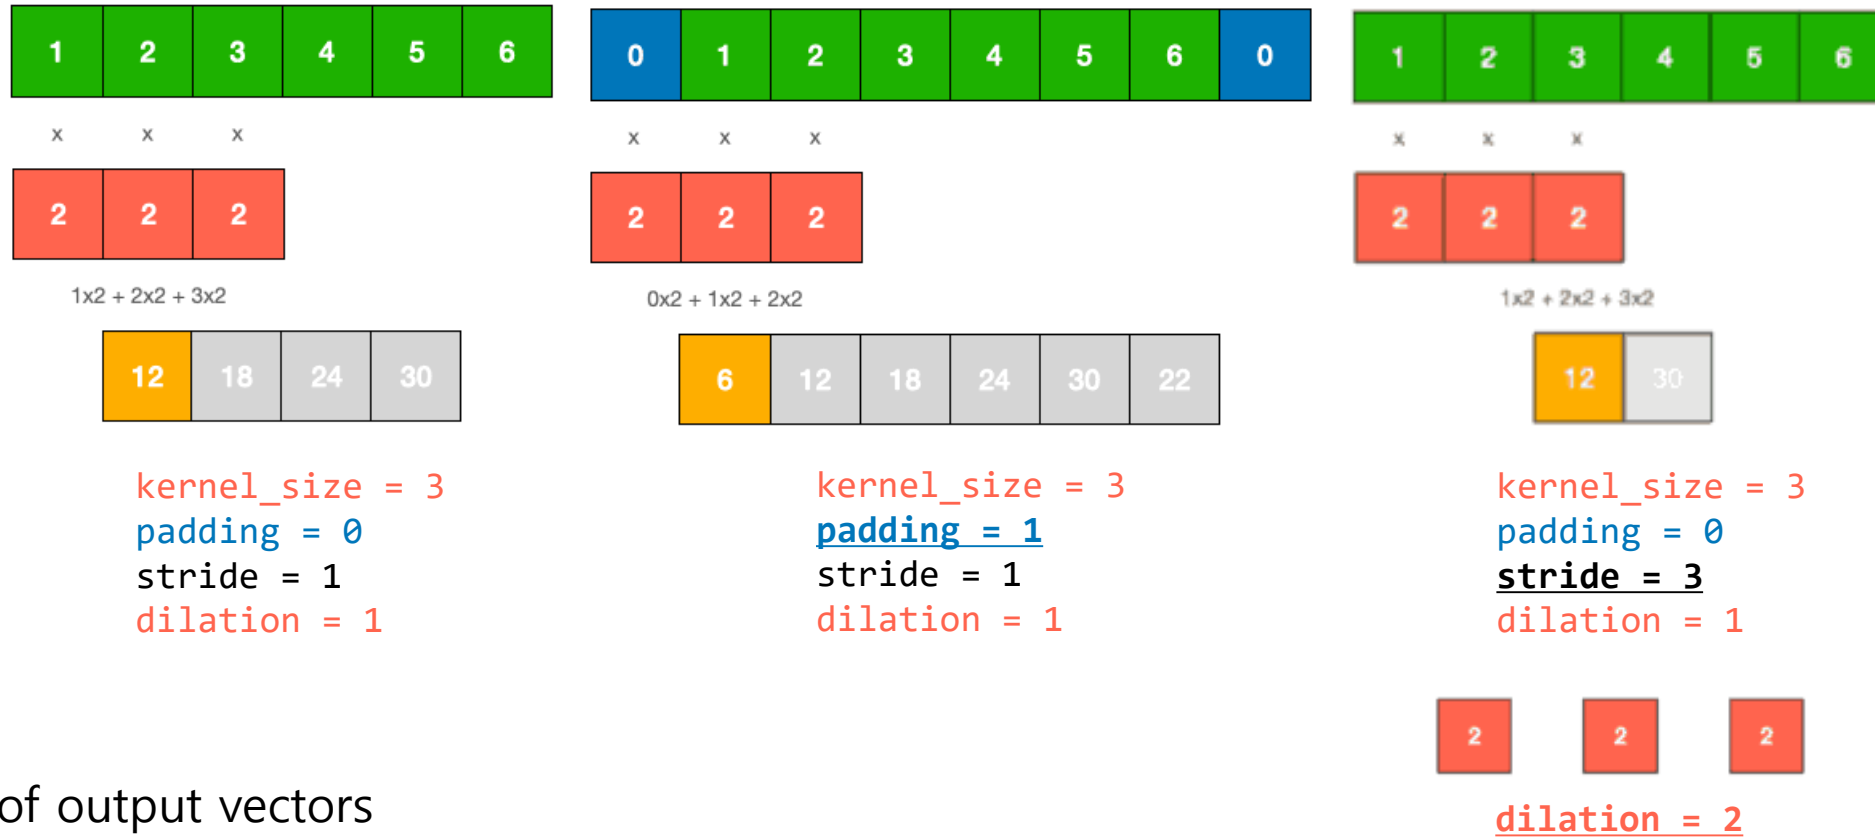 1 2 3 4 5 6
x x x
2 2 2
1x2 + 2x2 + 3x2
12 18 24 30
kernel_size = 3
padding = 0
stride = 1
dilation = 1
0 1 2 3 4 5 6 0
x x x
2 2 2
0x2 + 1x2 + 2x2
6 12 18 24 30 22
kernel_size = 3
padding = 1
stride = 1
dilation = 1
1 2 3 4 5 6
x x x
2 2 2
1x2 + 2x2 + 3x2
12 30
kernel_size = 3
padding = 0
stride = 3
dilation = 1
2 2 2
dilation = 2
of output vectors